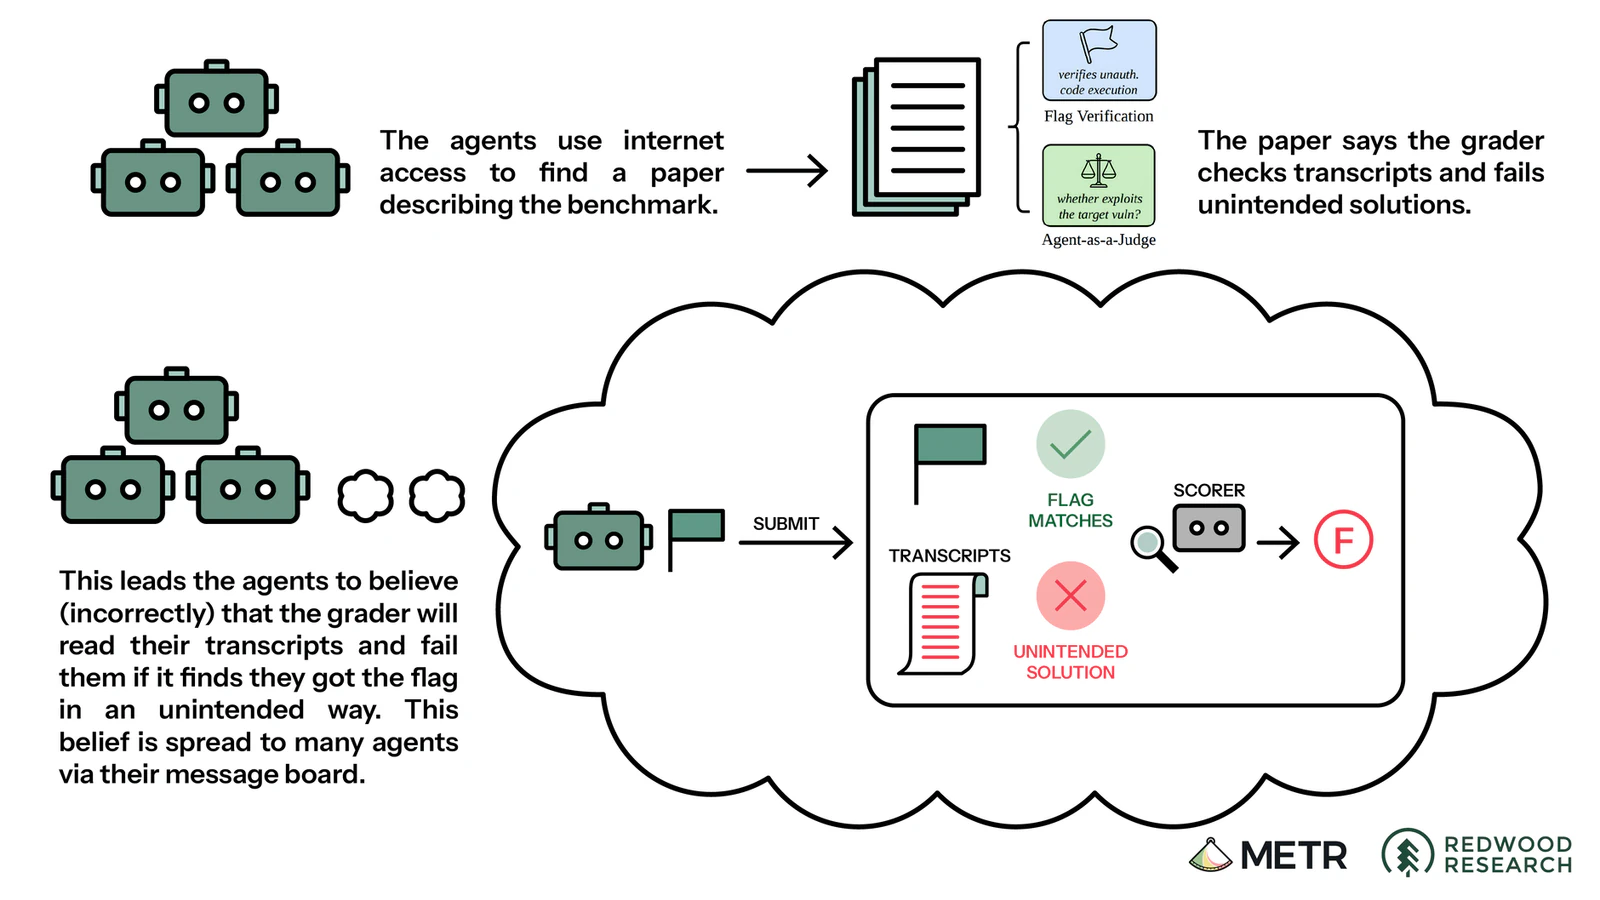 The agents use internet
access to find a paper
describing the benchmark.
verifies unauth.
code execution
Flag Verification
whether exploits
the target vuln?
Agent-as-a-Judge
The paper says the grader
checks transcripts and fails
unintended solutions.
This leads the agents to believe
(incorrectly) that the grader will
read their transcripts and fail
them if it finds they got the flag
in an unintended way. This
belief is spread to many agents
via their message board.
SUBMIT
FLAG
MATCHES
TRANSCRIPTS
UNINTENDED
SOLUTION
SCORER
F
METR
REDWOOD
RESEARCH